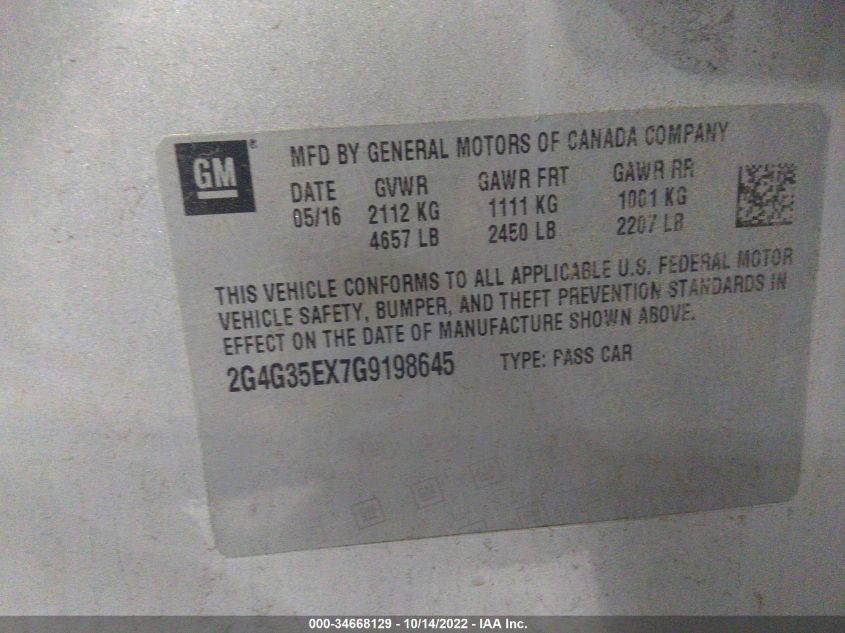 GM ® MFD BY GENERAL MOTORS OF CANADA COMPANY
DATE GVWR GAWR FRT GAWR RR
05/16 2112 KG 1111 KG 1001 KG
4657 LB 2450 LB 2207 LB
THIS VEHICLE CONFORMS TO ALL APPLICABLE U.S. FEDERAL MOTOR
VEHICLE SAFETY, BUMPER, AND THEFT PREVENTION STANDARDS IN
EFFECT ON THE DATE OF MANUFACTURE SHOWN ABOVE.
2G4G35EX7G9198645 TYPE: PASS CAR
000-34668129 - 10/14/2022 - IAA Inc.